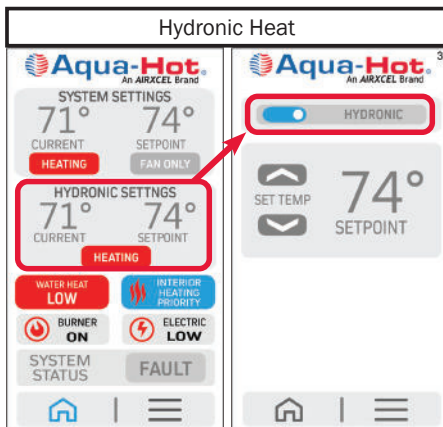 Hydronic Heat
Aqua-Hot®
An AIRXCEL Brand
SYSTEM SETTINGS
71° 74°
CURRENT SETPOINT
HEATING FAN ONLY
HYDRONIC SETTNGS
71° 74°
CURRENT SETPOINT
HEATING
WATER HEAT
LOW
INTERIOR
HEATING
PRIORITY
BURNER
ON
ELECTRIC
LOW
SYSTEM
STATUS
FAULT
Aqua-Hot®
An AIRXCEL Brand
3
HYDRONIC
SET TEMP
74°
SETPOINT